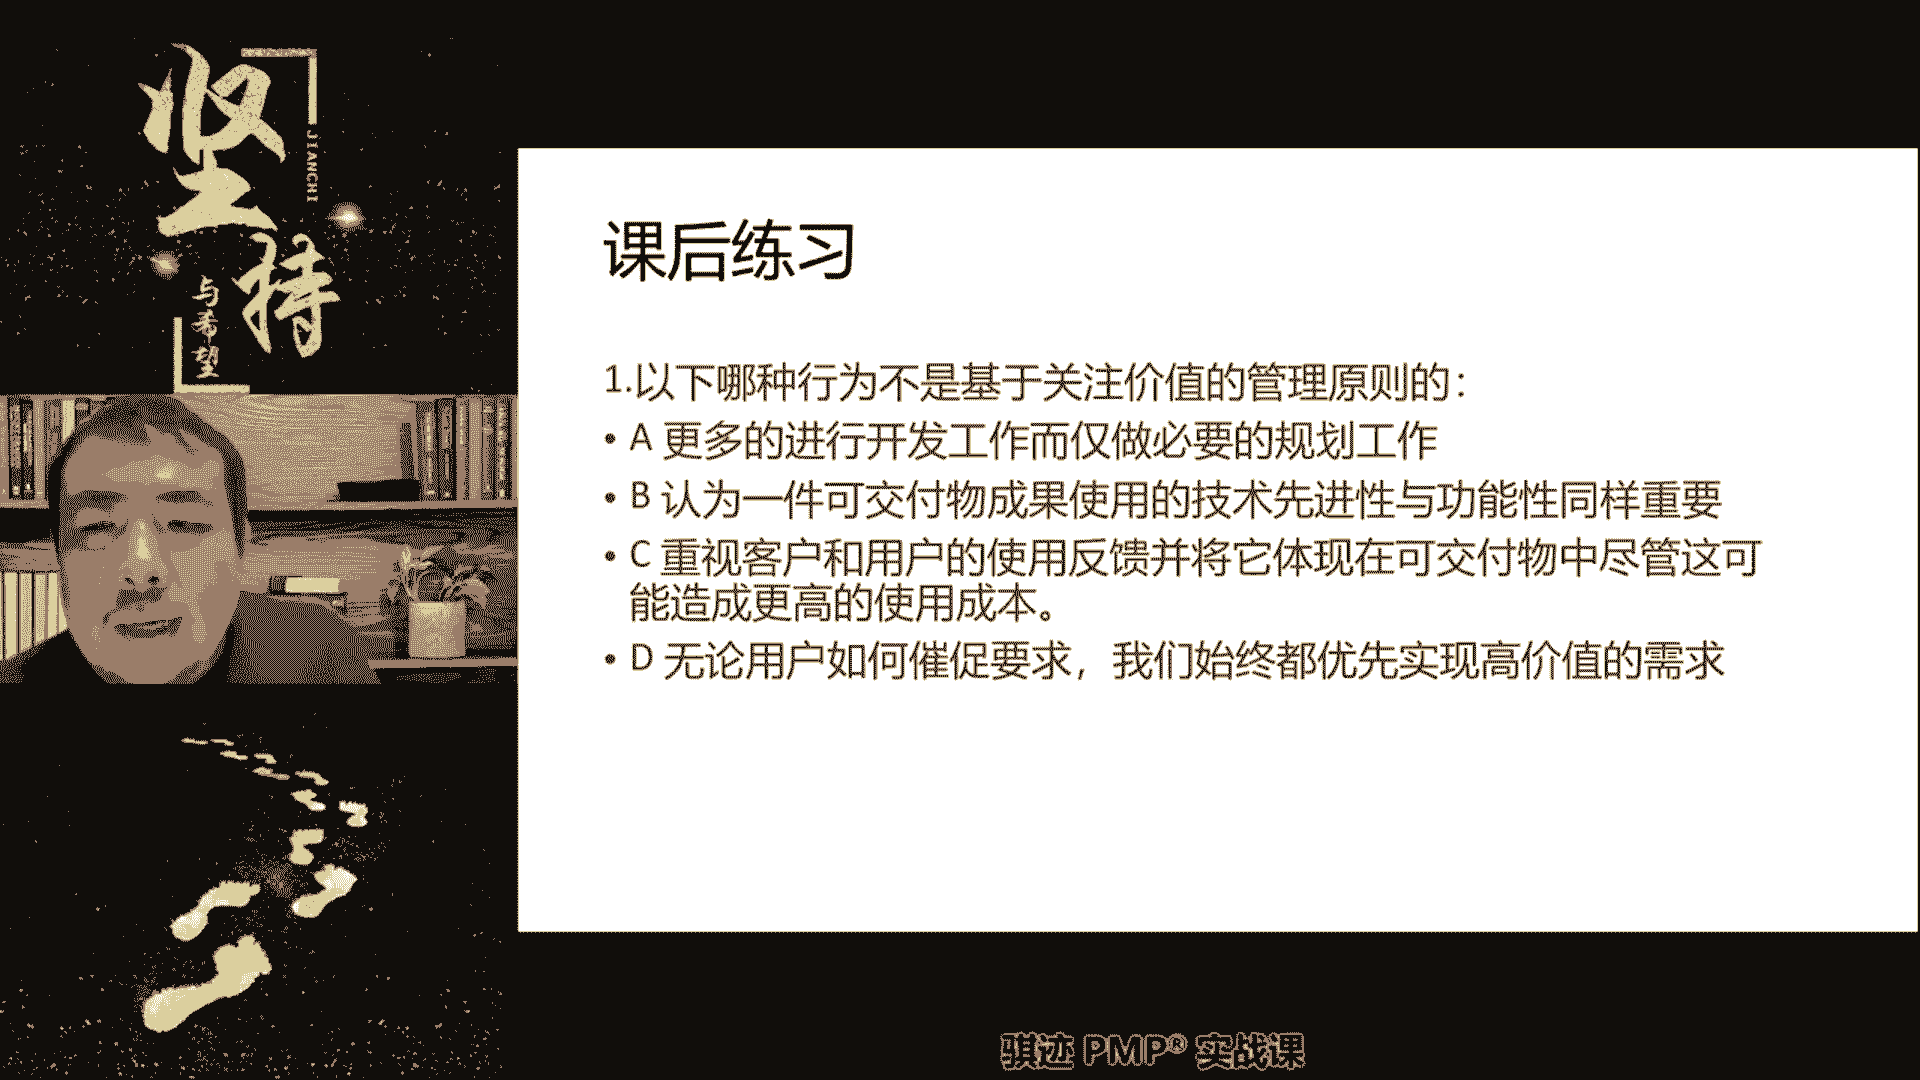 坚持
JIANCHI
与希望
课后练习
1.以下哪种行为不是基于关注价值的管理原则的：
• A 更多的进行开发工作而仅做必要的规划工作
• B 认为一件可交付物成果使用的技术先进性与功能性同样重要
• C 重视客户和用户的使用反馈并将它体现在可交付物中尽管这可
能造成更高的使用成本。
• D 无论用户如何催促要求，我们始终都优先实现高价值的需求
骐迹 PMP® 实战课